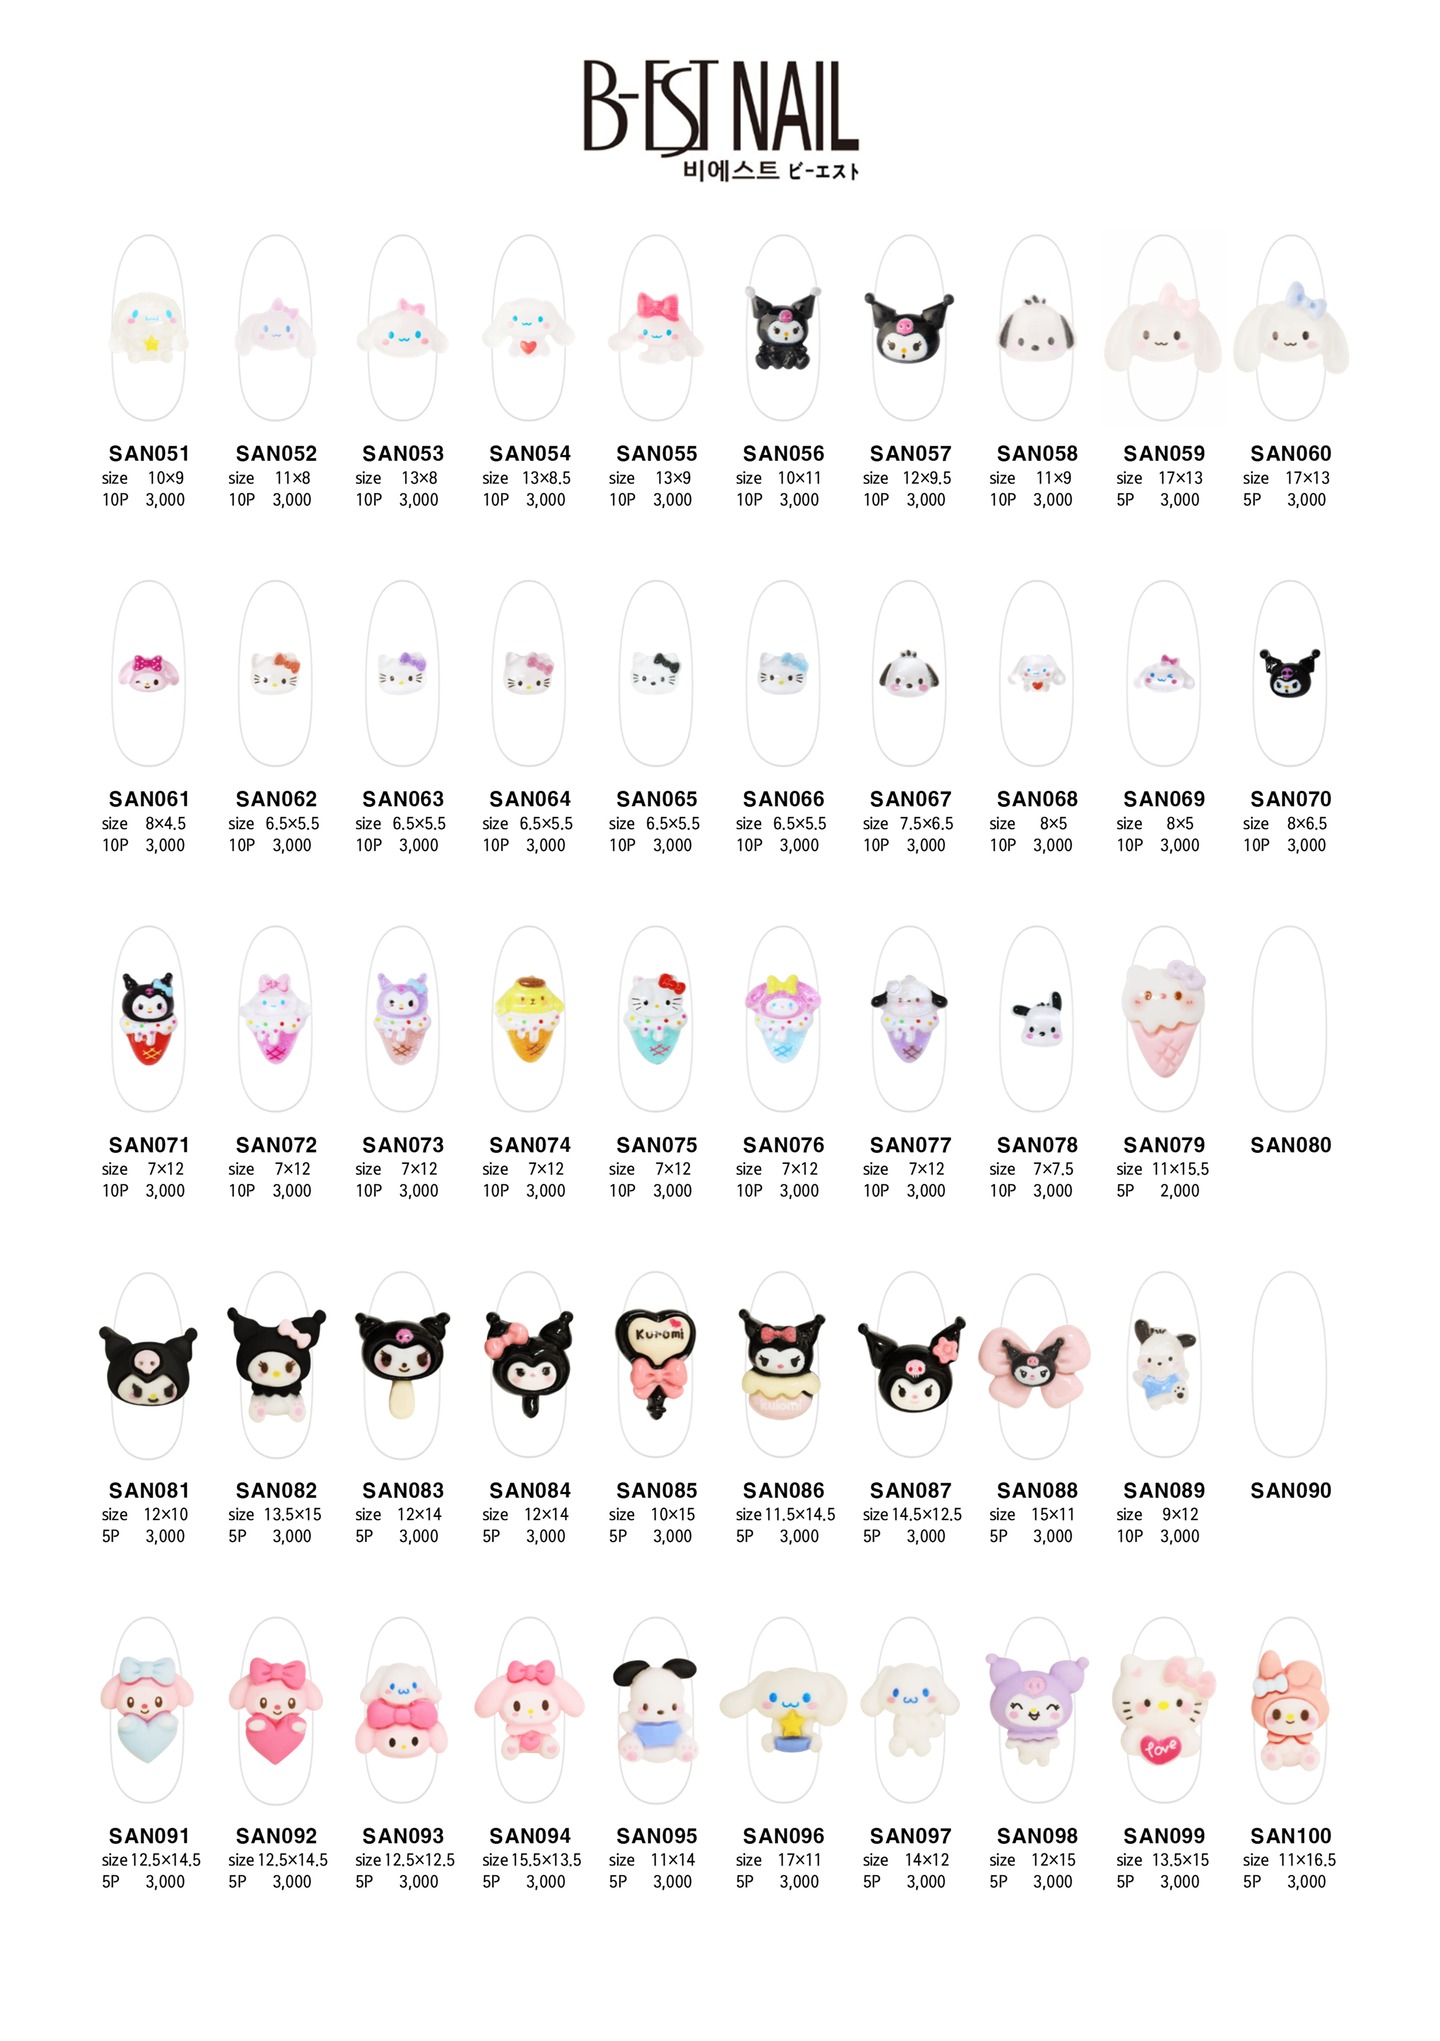 B-EST NAIL
비에스트 ビーエスト
SAN051 SAN052 SAN053 SAN054 SAN055 SAN056 SAN057 SAN058 SAN059 SAN060
size 10×9 size 11×8 size 13×8 size 13×8.5 size 13×9 size 10×11 size 12×9.5 size 11×9 size 17×13 size 17×13
10P 3,000 10P 3,000 10P 3,000 10P 3,000 10P 3,000 10P 3,000 10P 3,000 10P 3,000 5P 3,000 5P 3,000
SAN061 SAN062 SAN063 SAN064 SAN065 SAN066 SAN067 SAN068 SAN069 SAN070
size 8×4.5 size 6.5×5.5 size 6.5×5.5 size 6.5×5.5 size 6.5×5.5 size 6.5×5.5 size 7.5×6.5 size 8×5 size 8×5 size 8×6.5
10P 3,000 10P 3,000 10P 3,000 10P 3,000 10P 3,000 10P 3,000 10P 3,000 10P 3,000 10P 3,000 10P 3,000
SAN071 SAN072 SAN073 SAN074 SAN075 SAN076 SAN077 SAN078 SAN079 SAN080
size 7×12 size 7×12 size 7×12 size 7×12 size 7×12 size 7×12 size 7×12 size 7×7.5 size 11×15.5
10P 3,000 10P 3,000 10P 3,000 10P 3,000 10P 3,000 10P 3,000 10P 3,000 10P 3,000 5P 2,000
Kuromi
kuromi
SAN081 SAN082 SAN083 SAN084 SAN085 SAN086 SAN087 SAN088 SAN089 SAN090
size 12×10 size 13.5×15 size 12×14 size 12×14 size 10×15 size 11.5×14.5 size 14.5×12.5 size 15×11 size 9×12
5P 3,000 5P 3,000 5P 3,000 5P 3,000 5P 3,000 5P 3,000 5P 3,000 5P 3,000 10P 3,000
love
SAN091 SAN092 SAN093 SAN094 SAN095 SAN096 SAN097 SAN098 SAN099 SAN100
size 12.5×14.5 size 12.5×14.5 size 12.5×12.5 size 15.5×13.5 size 11×14 size 17×11 size 14×12 size 12×15 size 13.5×15 size 11×16.5
5P 3,000 5P 3,000 5P 3,000 5P 3,000 5P 3,000 5P 3,000 5P 3,000 5P 3,000 5P 3,000 5P 3,000